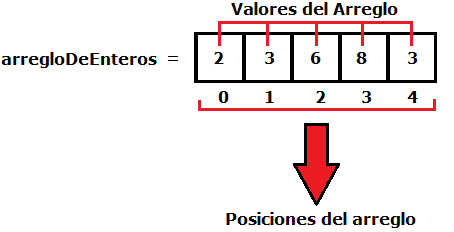 Valores del Arreglo
arregloDeEnteros = 2 3 6 8 3
0 1 2 3 4
Posiciones del arreglo